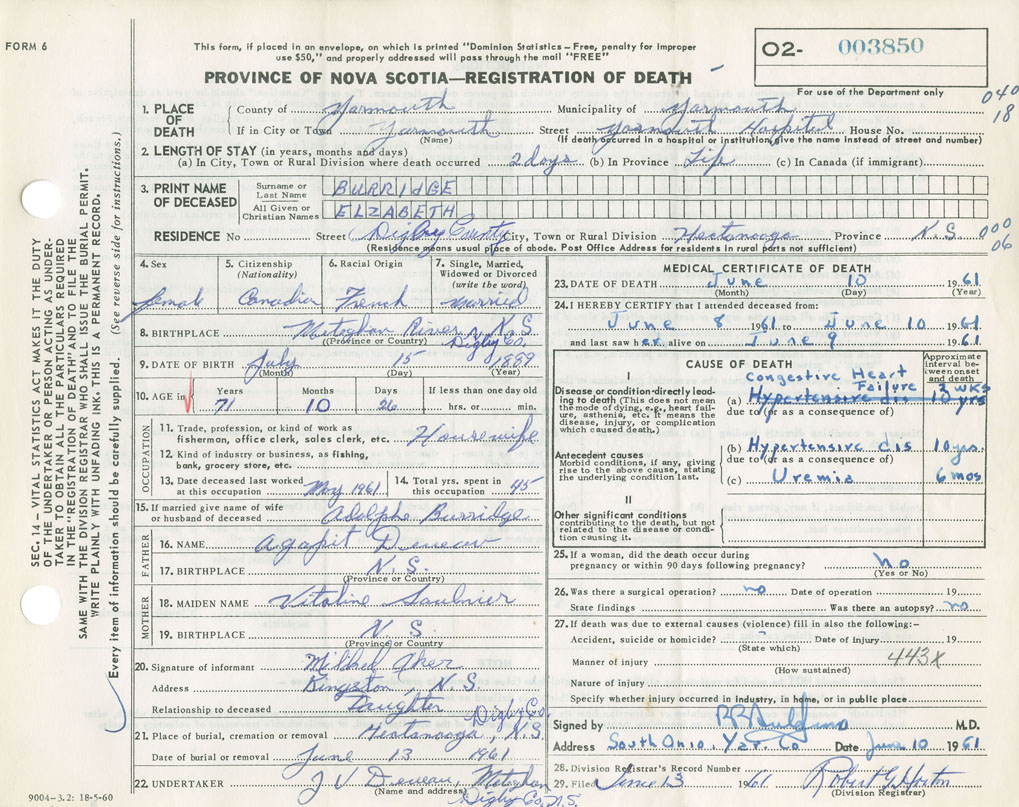 FORM 6
This form, if placed in an envelope, on which is printed "Dominion Statistics – Free, penalty for improper
use $50," and properly addressed will pass through the mail "FREE"
PROVINCE OF NOVA SCOTIA—REGISTRATION OF DEATH
O2- 003850
For use of the Department only
040
18
1. PLACE OF DEATH
County of Yarmouth Municipality of Yarmouth
If in City or Town Yarmouth Street Yarmouth Hospital House No.
(Name) (If death occurred in a hospital or institution, give the name instead of street and number)
2. LENGTH OF STAY (in years, months and days)
(a) In City, Town or Rural Division where death occurred 2 days (b) In Province Life (c) In Canada (if immigrant)
3. PRINT NAME OF DECEASED
Surname or Last Name BURRIDGE
All Given or Christian Names ELZABETH
RESIDENCE No Street Digby County City, Town or Rural Division Hectanooga Province N.S.
000
06
(Residence means usual place of abode. Post Office Address for residents in rural parts not sufficient)
4. Sex
female
5. Citizenship
(Nationality)
Canadian
6. Racial Origin
French
7. Single, Married,
Widowed or Divorced
(write the word)
Married
8. BIRTHPLACE Meteghan River, N.S.
(Province or Country) Digby Co.
9. DATE OF BIRTH July 15 1889
(Month) (Day) (Year)
10. AGE in
Years Months Days If less than one day old
71 10 26 hrs. or min.
OCCUPATION
11. Trade, profession, or kind of work as
fisherman, office clerk, sales clerk, etc. Housewife
12. Kind of industry or business, as fishing,
bank, grocery store, etc.
13. Date deceased last worked
at this occupation May 1961
14. Total yrs. spent in
this occupation 45
15. If married give name of wife
or husband of deceased Adolphe Burridge
FATHER
16. NAME Agapit Deveau
17. BIRTHPLACE N.S.
(Province or Country)
MOTHER
18. MAIDEN NAME Vitaline Saulnier
19. BIRTHPLACE N.S.
(Province or Country)
20. Signature of informant Mildred
Address Kingston, N.S.
Relationship to deceased Daughter
Digby Co.
21. Place of burial, cremation or removal Hectanooga, N.S.
Date of burial or removal June 13 1961
22. UNDERTAKER J V Deveau, Meteghan
(Name and address) Digby Co, N.S.
9004-3.2: 18-5-60
MEDICAL CERTIFICATE OF DEATH
23. DATE OF DEATH June 10 1961
(Month) (Day) (Year)
24. I HEREBY CERTIFY that I attended deceased from:
June 8 1961 to June 10 1961
and last saw her alive on June 9 1961
CAUSE OF DEATH
Approximate interval between onset and death
I
Disease or condition directly leading to death (This does not mean the mode of dying, e.g., heart failure, asthenia, etc. It means the disease, injury, or complication which caused death.)
Congestive Heart
Failure 3 wks
(a) Hypertensive dis 10 yrs
due to (or as a consequence of)
Antecedent causes
Morbid conditions, if any, giving rise to the above cause, stating the underlying condition last.
(b) Hypertensive dis 10 yrs.
due to (or as a consequence of)
(c) Uremia 6 mos
II
Other significant conditions
contributing to the death, but not related to the disease or condition causing it.
25. If a woman, did the death occur during
pregnancy or within 90 days following pregnancy? no
(Yes or No)
26. Was there a surgical operation? no Date of operation 19
State findings Was there an autopsy? no
27. If death was due to external causes (violence) fill in also the following:–
Accident, suicide or homicide? - Date of injury 19
(State which)
Manner of injury 443X
(How sustained)
Nature of injury
Specify whether injury occurred in industry, in home, or in public place
Signed by M.D.
Address South Ohio, Yar. Co Date June 10 1961
28. Division Registrar's Record Number
29. Filed June 13 1961 Robert G Horton
(Division Registrar)
SEC. 14 – VITAL STATISTICS ACT MAKES IT THE DUTY
OF THE UNDERTAKER OR PERSON ACTING AS UNDER-
TAKER TO OBTAIN ALL THE PARTICULARS REQUIRED
IN THE "REGISTRATION OF DEATH" AND TO FILE THE
SAME WITH THE DIVISION REGISTRAR WHO SHALL ISSUE THE BURIAL PERMIT.
WRITE PLAINLY WITH UNFADING INK. THIS IS A PERMANENT RECORD.
Every item of information should be carefully supplied. (See reverse side for instructions.)